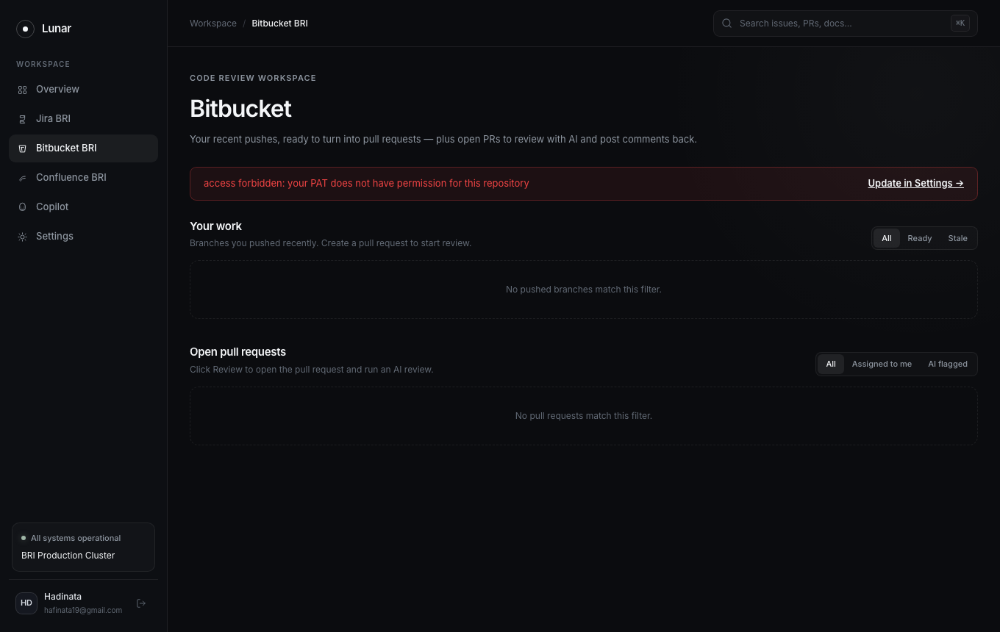 Lunar
WORKSPACE
Overview
Jira BRI
Bitbucket BRI
Confluence BRI
Copilot
Settings
All systems operational
BRI Production Cluster
HD
Hadinata
hafinata19@gmail.com
Workspace / Bitbucket BRI
Search issues, PRs, docs...
⌘K
CODE REVIEW WORKSPACE
Bitbucket
Your recent pushes, ready to turn into pull requests — plus open PRs to review with AI and post comments back.
access forbidden: your PAT does not have permission for this repository
Update in Settings →
Your work
Branches you pushed recently. Create a pull request to start review.
All Ready Stale
No pushed branches match this filter.
Open pull requests
Click Review to open the pull request and run an AI review.
All Assigned to me AI flagged
No pull requests match this filter.